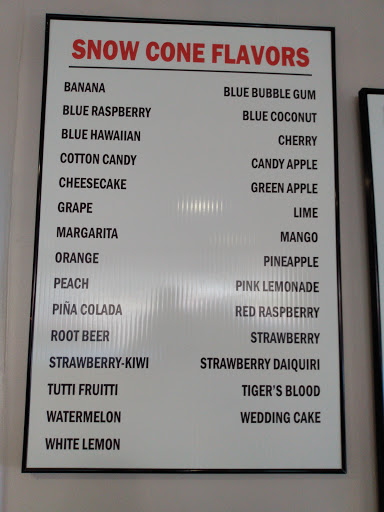 SNOW CONE FLAVORS
BANANA
BLUE RASPBERRY
BLUE HAWAIIAN
COTTON CANDY
CHEESECAKE
GRAPE
MARGARITA
ORANGE
PEACH
PIÑA COLADA
ROOT BEER
STRAWBERRY-KIWI
TUTTI FRUITTI
WATERMELON
WHITE LEMON
BLUE BUBBLE GUM
BLUE COCONUT
CHERRY
CANDY APPLE
GREEN APPLE
LIME
MANGO
PINEAPPLE
PINK LEMONADE
RED RASPBERRY
STRAWBERRY
STRAWBERRY DAIQUIRI
TIGER'S BLOOD
WEDDING CAKE